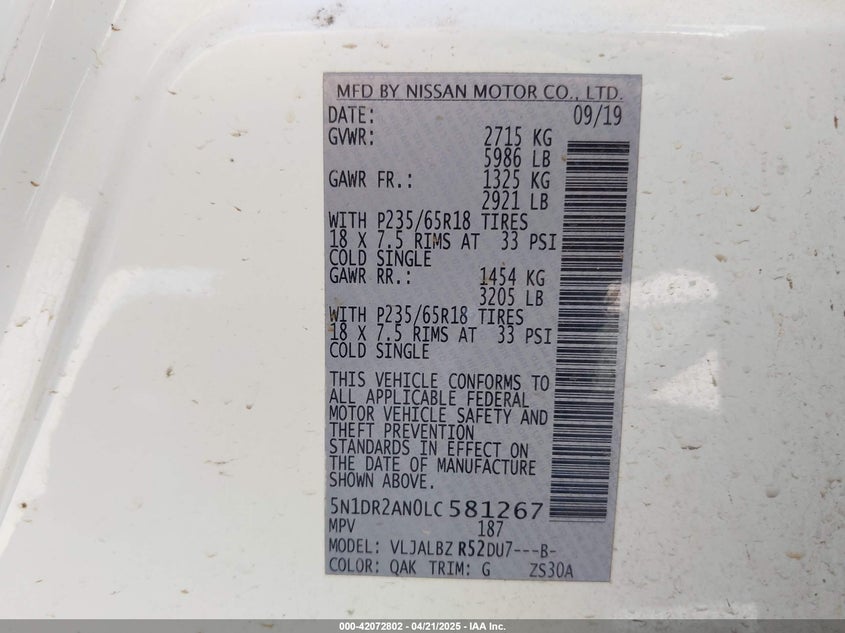 MFD BY NISSAN MOTOR CO., LTD.
DATE: 09/19
GVWR: 2715 KG
5986 LB
GAWR FR.: 1325 KG
2921 LB
WITH P235/65R18 TIRES
18 X 7.5 RIMS AT 33 PSI
COLD SINGLE
GAWR RR.: 1454 KG
3205 LB
WITH P235/65R18 TIRES
18 X 7.5 RIMS AT 33 PSI
COLD SINGLE
THIS VEHICLE CONFORMS TO
ALL APPLICABLE FEDERAL
MOTOR VEHICLE SAFETY AND
THEFT PREVENTION
STANDARDS IN EFFECT ON
THE DATE OF MANUFACTURE
SHOWN ABOVE.
5N1DR2AN0LC581267
MPV 187
MODEL: VLJALBZ R52DU7---B-
COLOR: QAK TRIM: G ZS30A
000-42072802 - 04/21/2025 - IAA Inc.